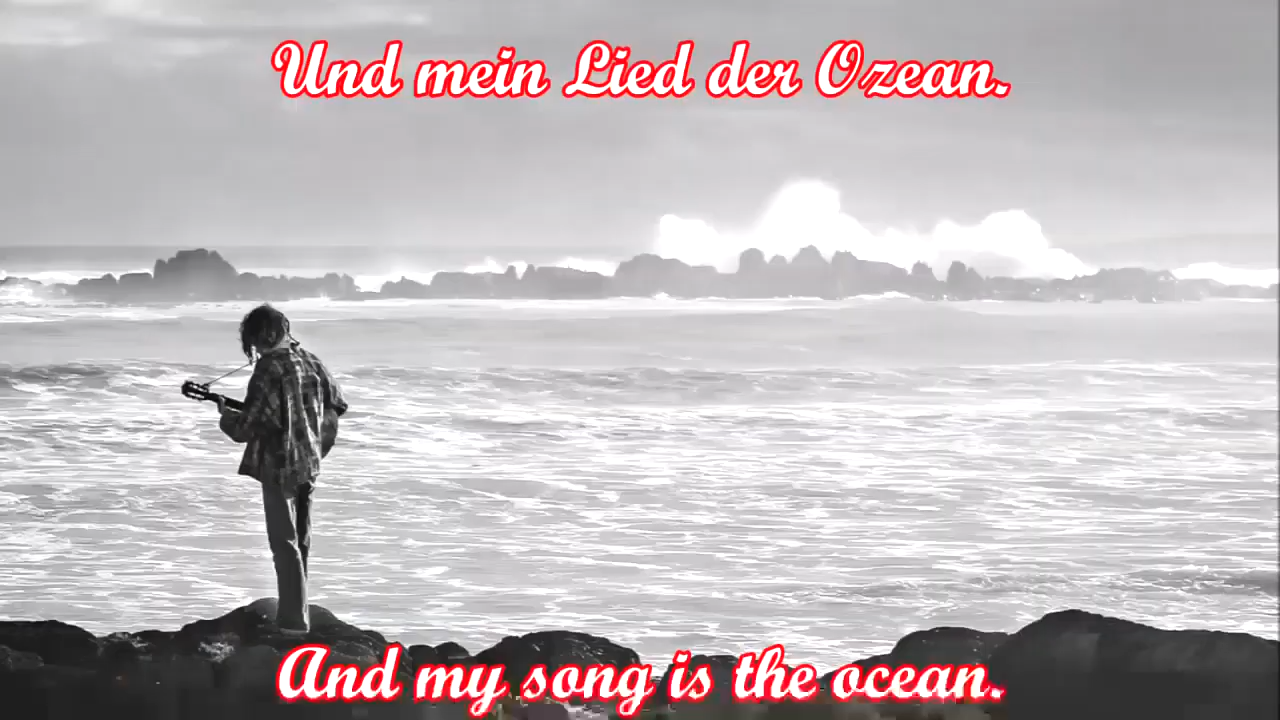 Und mein Lied der Ozean.
And my song is the ocean.